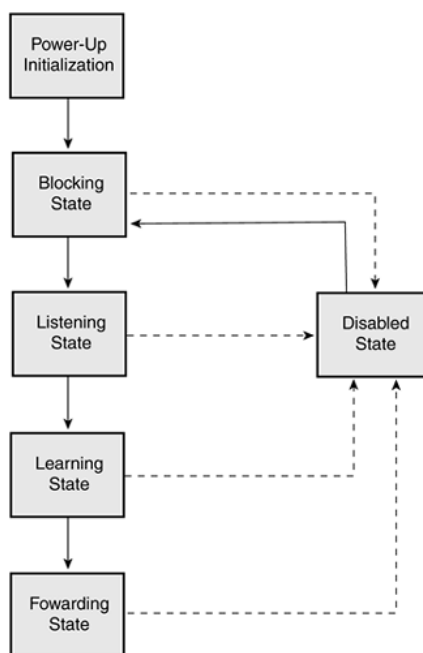 Power-Up
Initialization
Blocking
State
Listening
State
Disabled
State
Learning
State
Fowarding
State